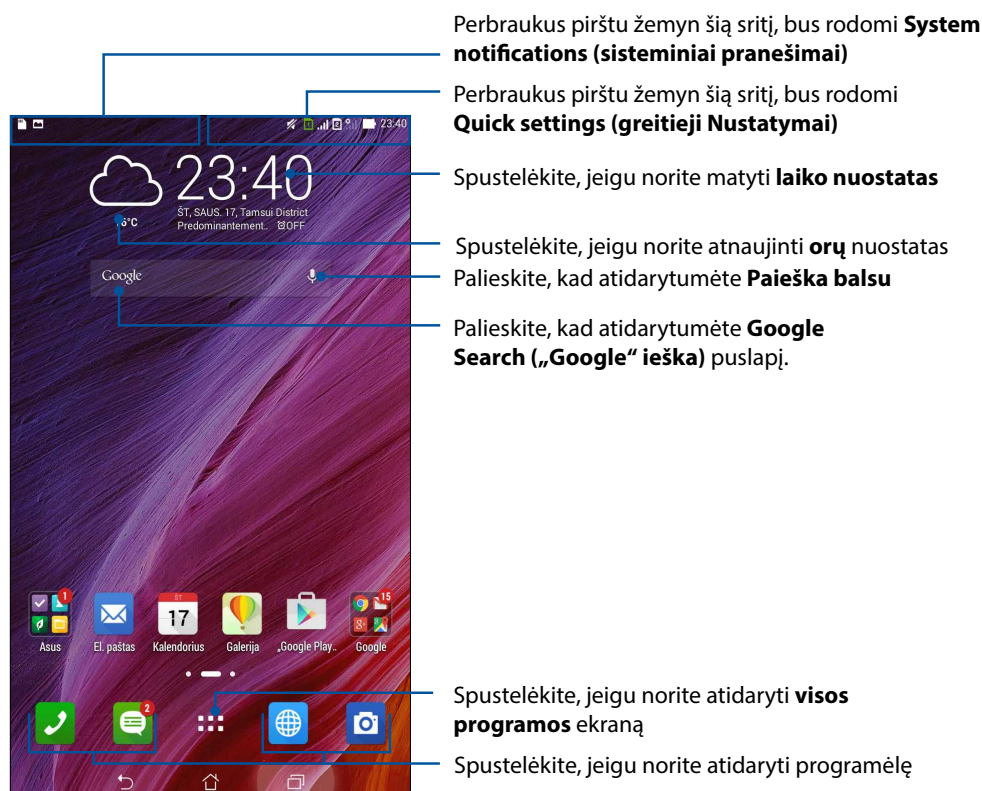 Perbraukus pirštu žemyn šią sritį, bus rodomi System
notifications (sisteminiai pranešimai)
Perbraukus pirštu žemyn šią sritį, bus rodomi
Quick settings (greitieji Nustatymai)
23:40
23:40
Spustelėkite, jeigu norite matyti laiko nuostatas
ŠT, SAUS. 17, Tamsui District
Predominantement.. OFF
Spustelėkite, jeigu norite atnaujinti orų nuostatas
Google
Palieskite, kad atidarytumėte Paieška balsu
Palieskite, kad atidarytumėte Google
Search („Google“ ieška) puslapį.
1
ŠT
17
15
Asus
El. paštas
Kalendorius
Galerija
„Google Play..
Google
2
Spustelėkite, jeigu norite atidaryti visos
programos ekraną
Spustelėkite, jeigu norite atidaryti programėlę